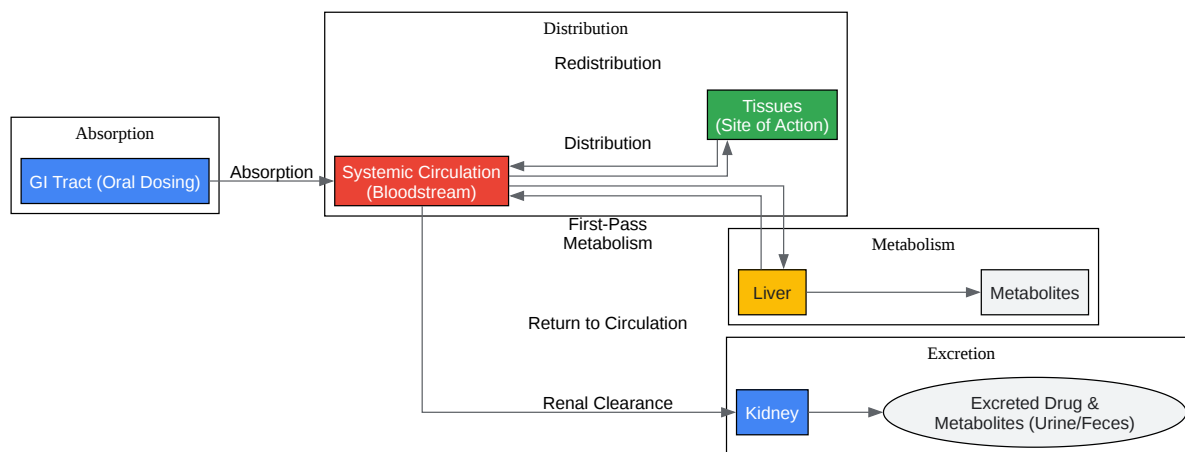 Distribution
Redistribution
Tissues
(Site of Action)
Absorption
GI Tract (Oral Dosing)
Absorption
Distribution
Systemic Circulation
(Bloodstream)
First-Pass
Metabolism
Metabolism
Liver
Metabolites
Return to Circulation
Excretion
Renal Clearance
Kidney
Excreted Drug &
Metabolites (Urine/Feces)